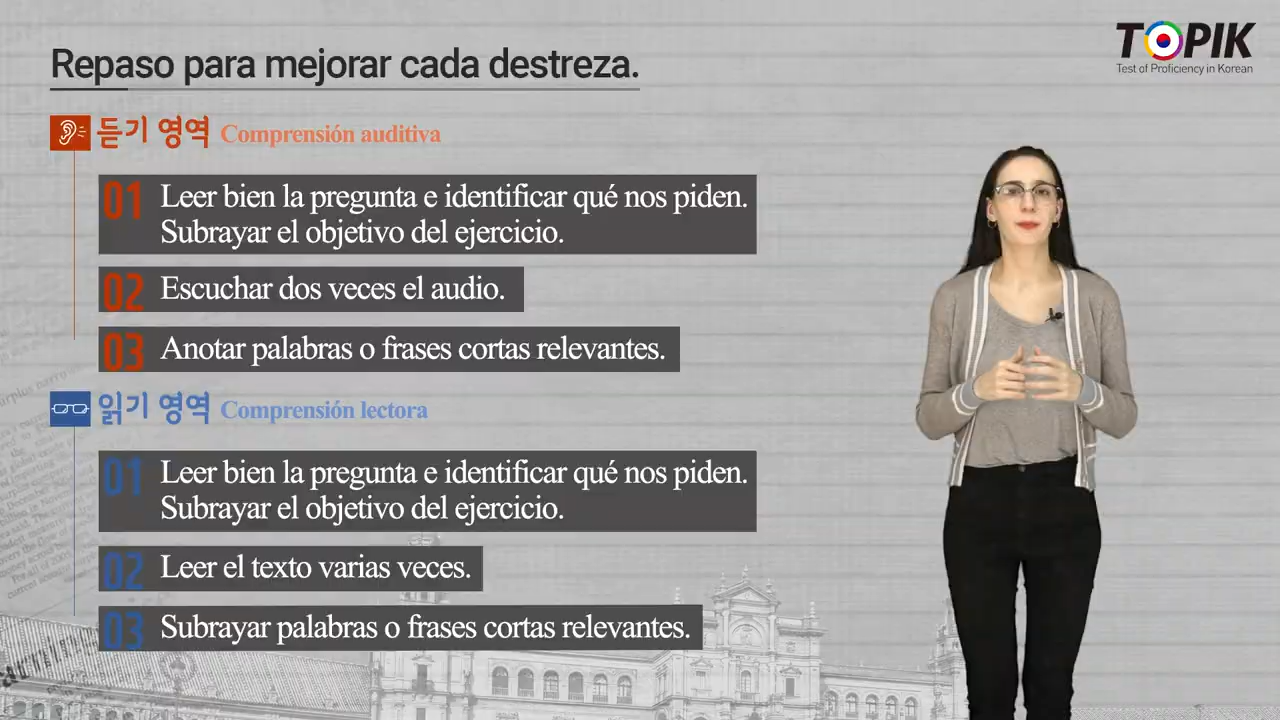 Repaso para mejorar cada destreza.
TOPIK
Test of Proficiency in Korean
듣기 영역 Comprensión auditiva
01 Leer bien la pregunta e identificar qué nos piden.
Subrayar el objetivo del ejercicio.
02 Escuchar dos veces el audio.
03 Anotar palabras o frases cortas relevantes.
읽기 영역 Comprensión lectora
01 Leer bien la pregunta e identificar qué nos piden.
Subrayar el objetivo del ejercicio.
02 Leer el texto varias veces.
03 Subrayar palabras o frases cortas relevantes.